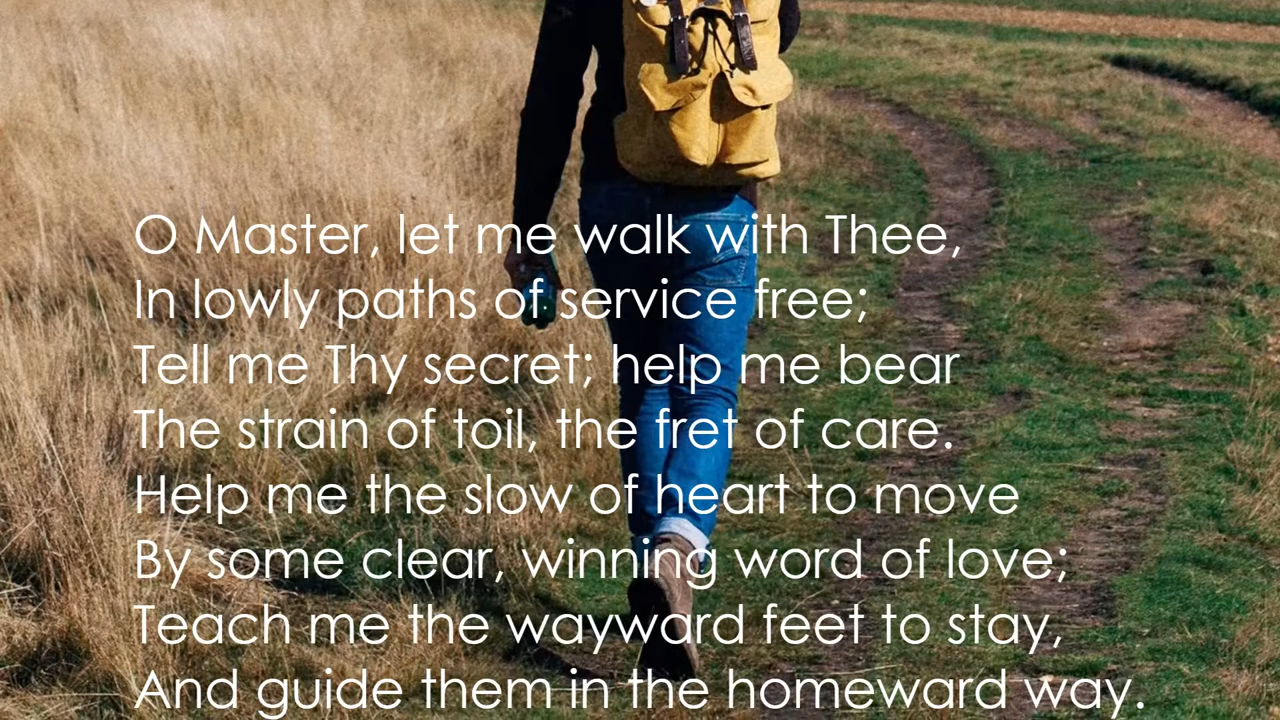 O Master, let me walk with Thee,
In lowly paths of service free;
Tell me Thy secret; help me bear
The strain of toil, the fret of care.
Help me the slow of heart to move
By some clear, winning word of love;
Teach me the wayward feet to stay,
And guide them in the homeward way.